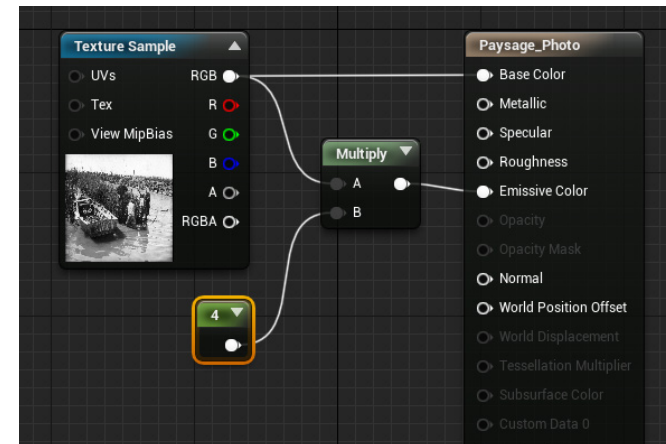 Texture Sample
UVs RGB
Tex R
View MipBias G
B
A
RGBA
4
Multiply
A
B
Paysage_Photo
Base Color
Metallic
Specular
Roughness
Emissive Color
Opacity
Opacity Mask
Normal
World Position Offset
World Displacement
Tessellation Multiplier
Subsurface Color
Custom Data 0